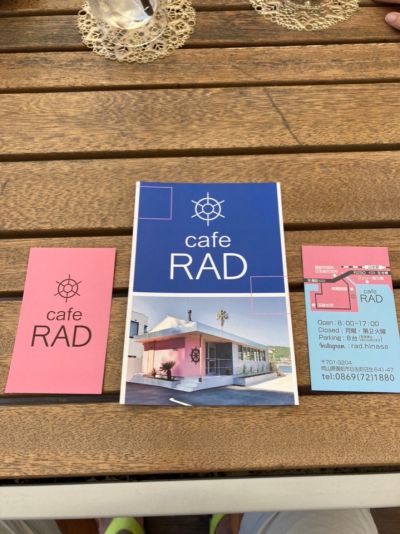 cafe
RAD
cafe
RAD
cafe
RAD
Open : 8:00-17:00
Closed : 月曜・第2火曜
Parking : 8台
Instagram : rad.hinase
〒701-3204
岡山県備前市日生町日生641-47
tel:0869(72)1880